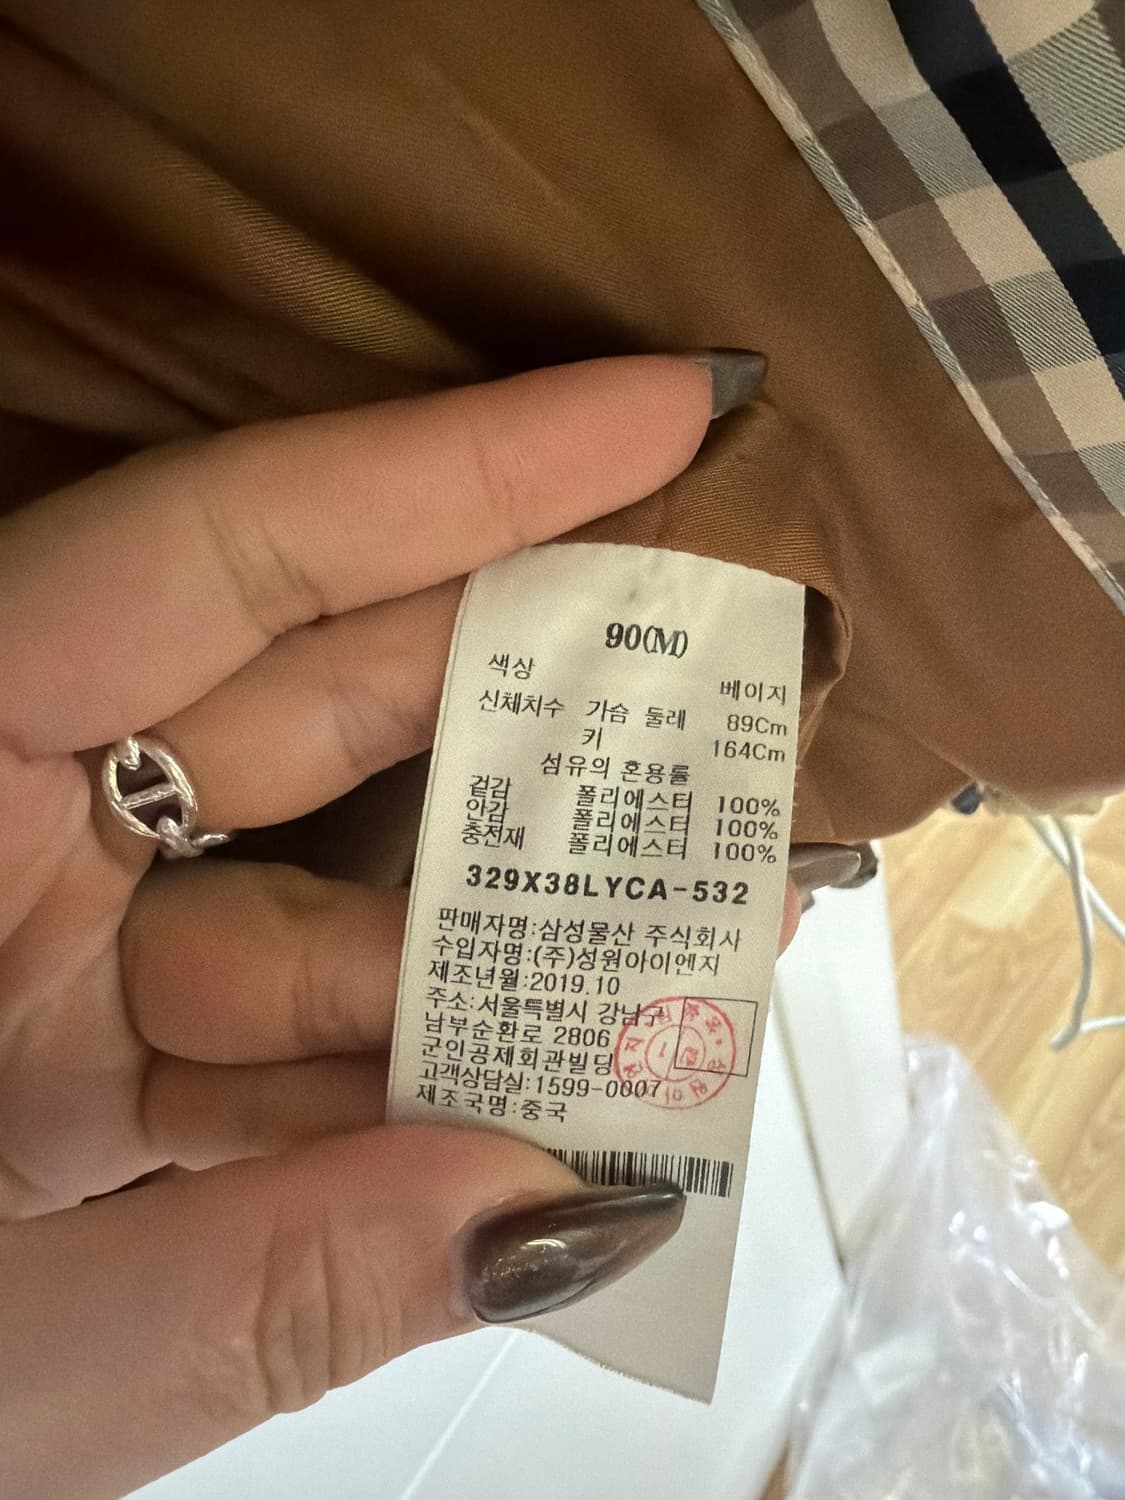 90(M)
색상 베이지
신체치수 가슴 둘레 89Cm
키 164Cm
섬유의 혼용률
겉감 폴리에스터 100%
안감 폴리에스터 100%
충전재 폴리에스터 100%
329X38LYCA-532
판매자명:삼성물산 주식회사
수입자명:(주)성원아이엔지
제조년월:2019.10
주소:서울특별시 강남구
남부순환로 2806
군인공제회관빌딩
고객상담실:1599-0007
제조국명:중국